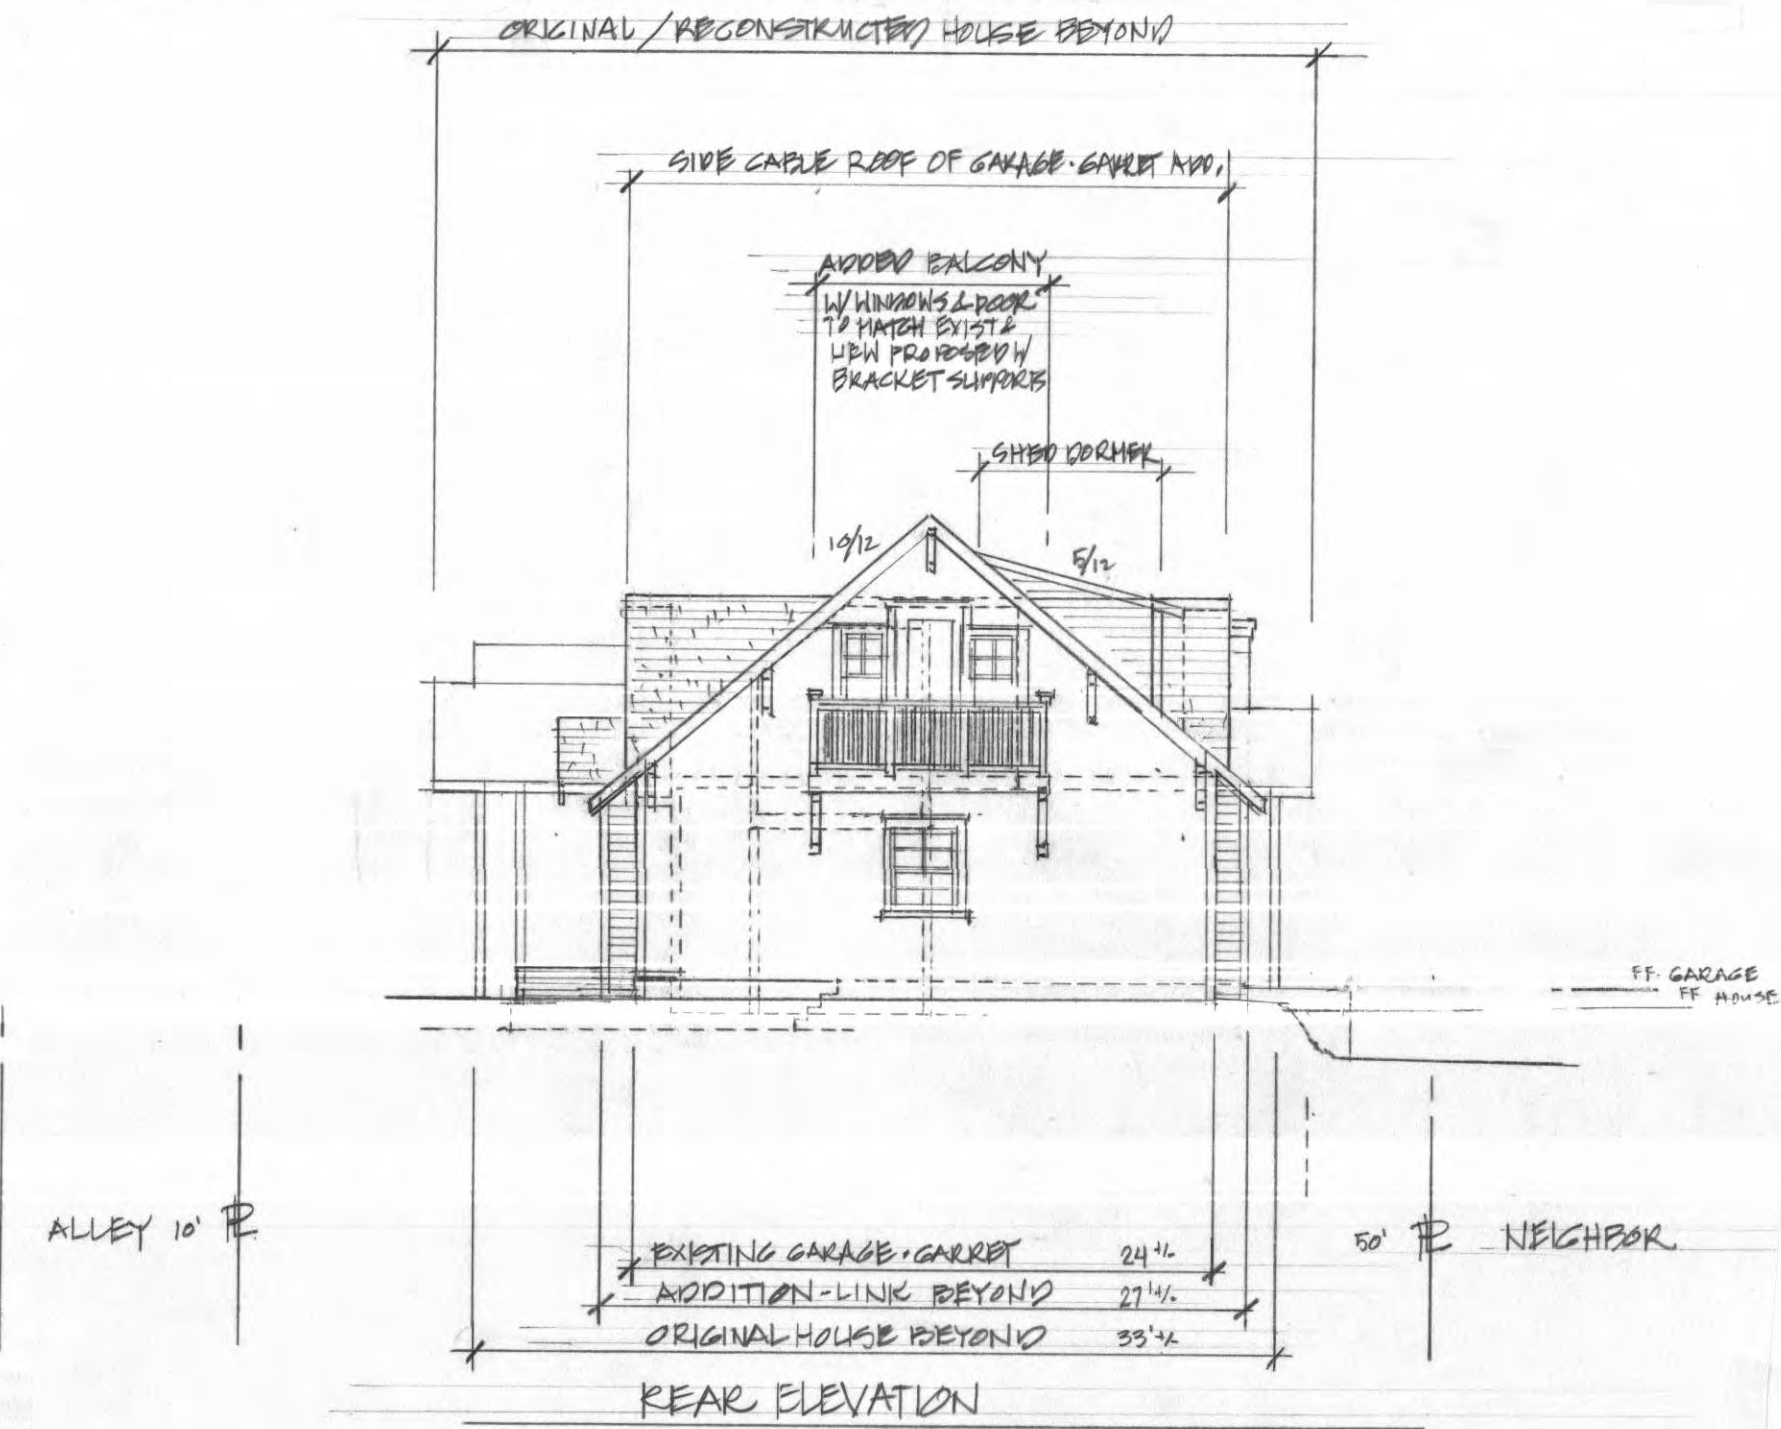 ORIGINAL / RECONSTRUCTED HOUSE BEYOND
SIDE GABLE ROOF OF GARAGE·GARRET ADD.
ADDED BALCONY
W/ WINDOWS & DOOR
TO MATCH EXIST &
NEW PROPOSED W/
BRACKET SUPPORTS
SHED DORMER
10/12
5/12
FF. GARAGE
FF HOUSE
ALLEY 10' PL
50' PL NEIGHBOR
EXISTING GARAGE·GARRET 24'+/-
ADDITION-LINK BEYOND 27'+/-
ORIGINAL HOUSE BEYOND 33'+/-
REAR ELEVATION